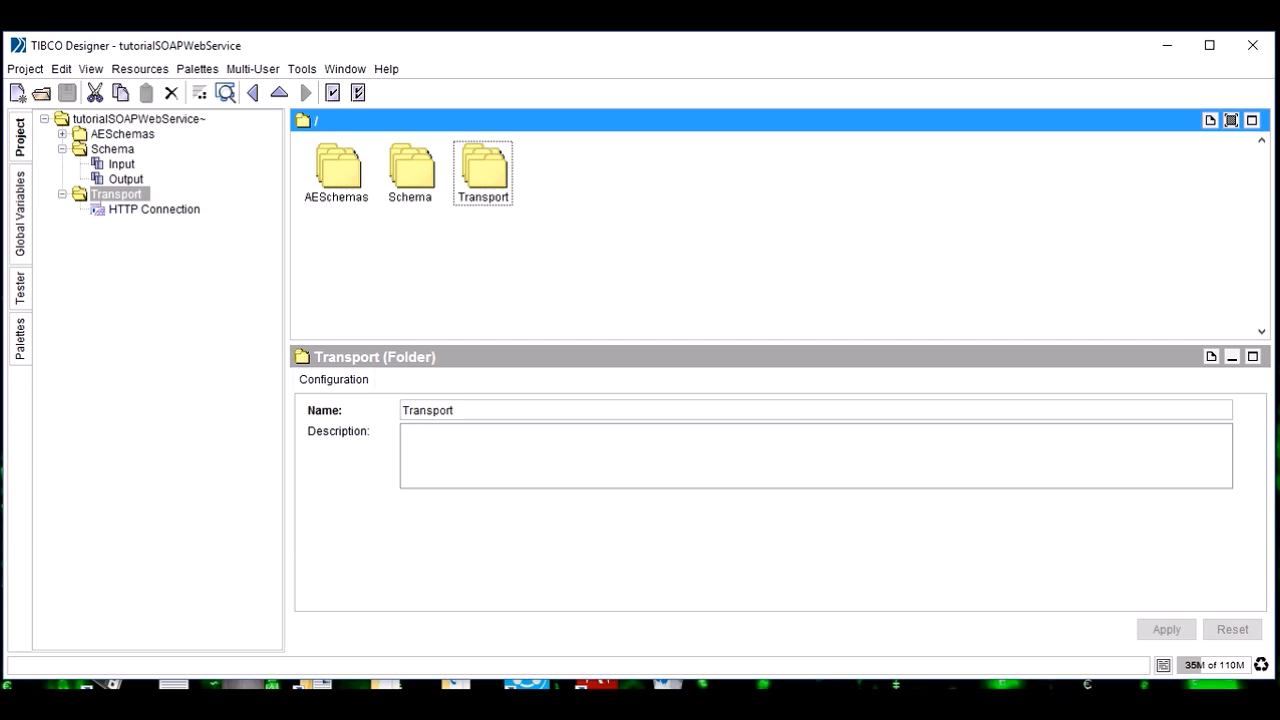 TIBCO Designer - tutorialSOAPWebService
Project Edit View Resources Palettes Multi-User Tools Window Help
Project
Global Variables
Tester
Palettes
tutorialSOAPWebService~
AESchemas
Schema
Input
Output
Transport
HTTP Connection
/
AESchemas Schema Transport
Transport (Folder)
Configuration
Name: Transport
Description:
Apply Reset
35M of 110M